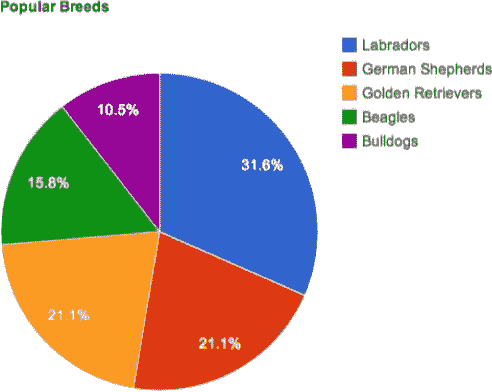 Popular Breeds
Labradors
German Shepherds
Golden Retrievers
Beagles
Bulldogs
10.5%
31.6%
15.8%
21.1%
21.1%